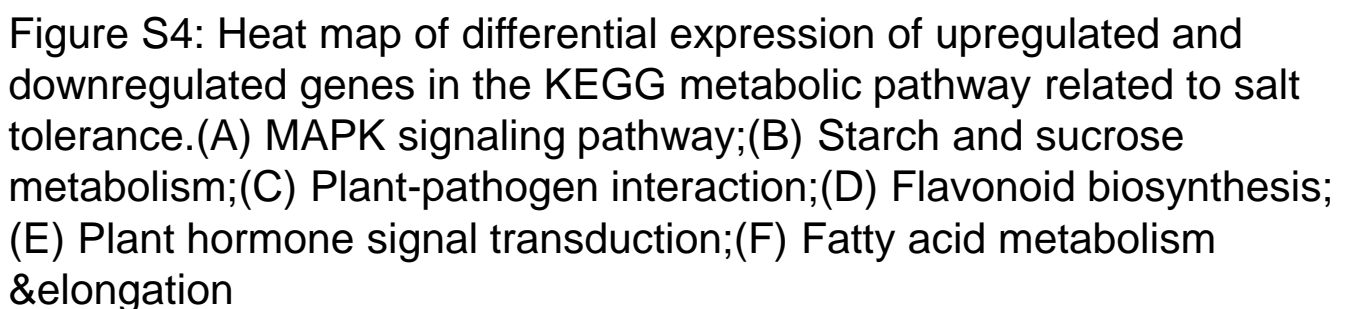 Figure S4: Heat map of differential expression of upregulated and
downregulated genes in the KEGG metabolic pathway related to salt
tolerance.(A) MAPK signaling pathway;(B) Starch and sucrose
metabolism;(C) Plant-pathogen interaction;(D) Flavonoid biosynthesis;
(E) Plant hormone signal transduction;(F) Fatty acid metabolism
&elongation